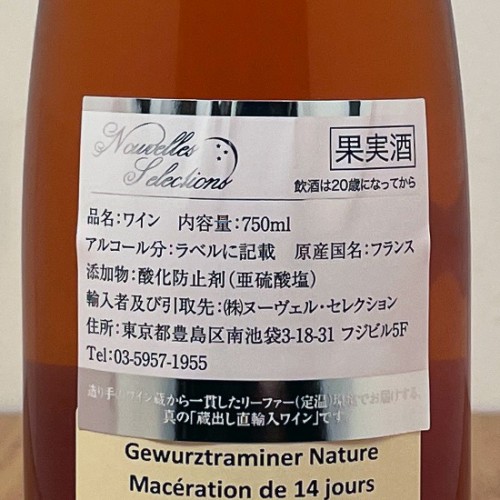 Nouvelles Selections
果実酒
飲酒は20歳になってから
品名:ワイン 内容量:750ml
アルコール分:ラベルに記載 原産国名:フランス
添加物:酸化防止剤(亜硫酸塩)
輸入者及び引取先:㈱ヌーヴェル・セレクション
住所:東京都豊島区南池袋3-18-31 フジビル5F
Tel:03-5957-1955
造り手のワイン蔵から一貫したリーファー(定温)環境でお届けする、
真の「蔵出し直輸入ワイン」です
Gewurztraminer Nature
Macération de 14 jours